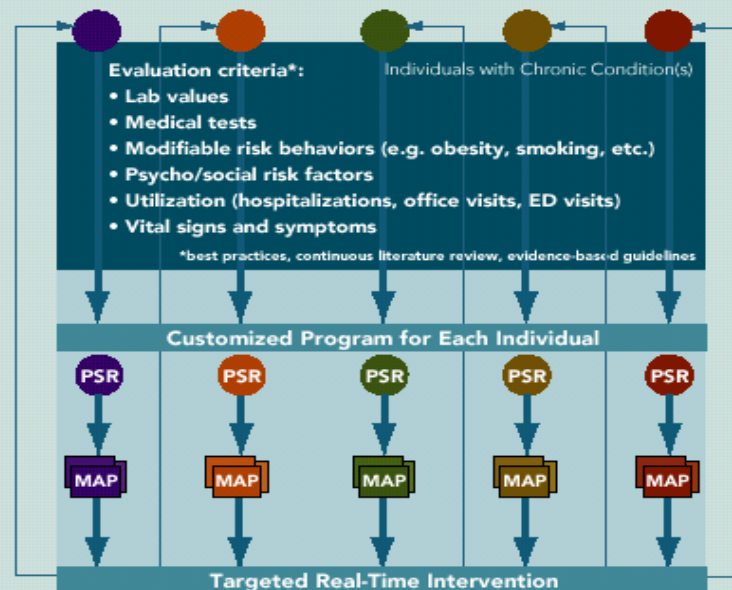 Evaluation criteria*:
Individuals with Chronic Condition(s)
• Lab values
• Medical tests
• Modifiable risk behaviors (e.g. obesity, smoking, etc.)
• Psycho/social risk factors
• Utilization (hospitalizations, office visits, ED visits)
• Vital signs and symptoms
*best practices, continuous literature review, evidence-based guidelines
Customized Program for Each Individual
PSR PSR PSR PSR PSR
MAP MAP MAP MAP MAP
Targeted Real-Time Intervention